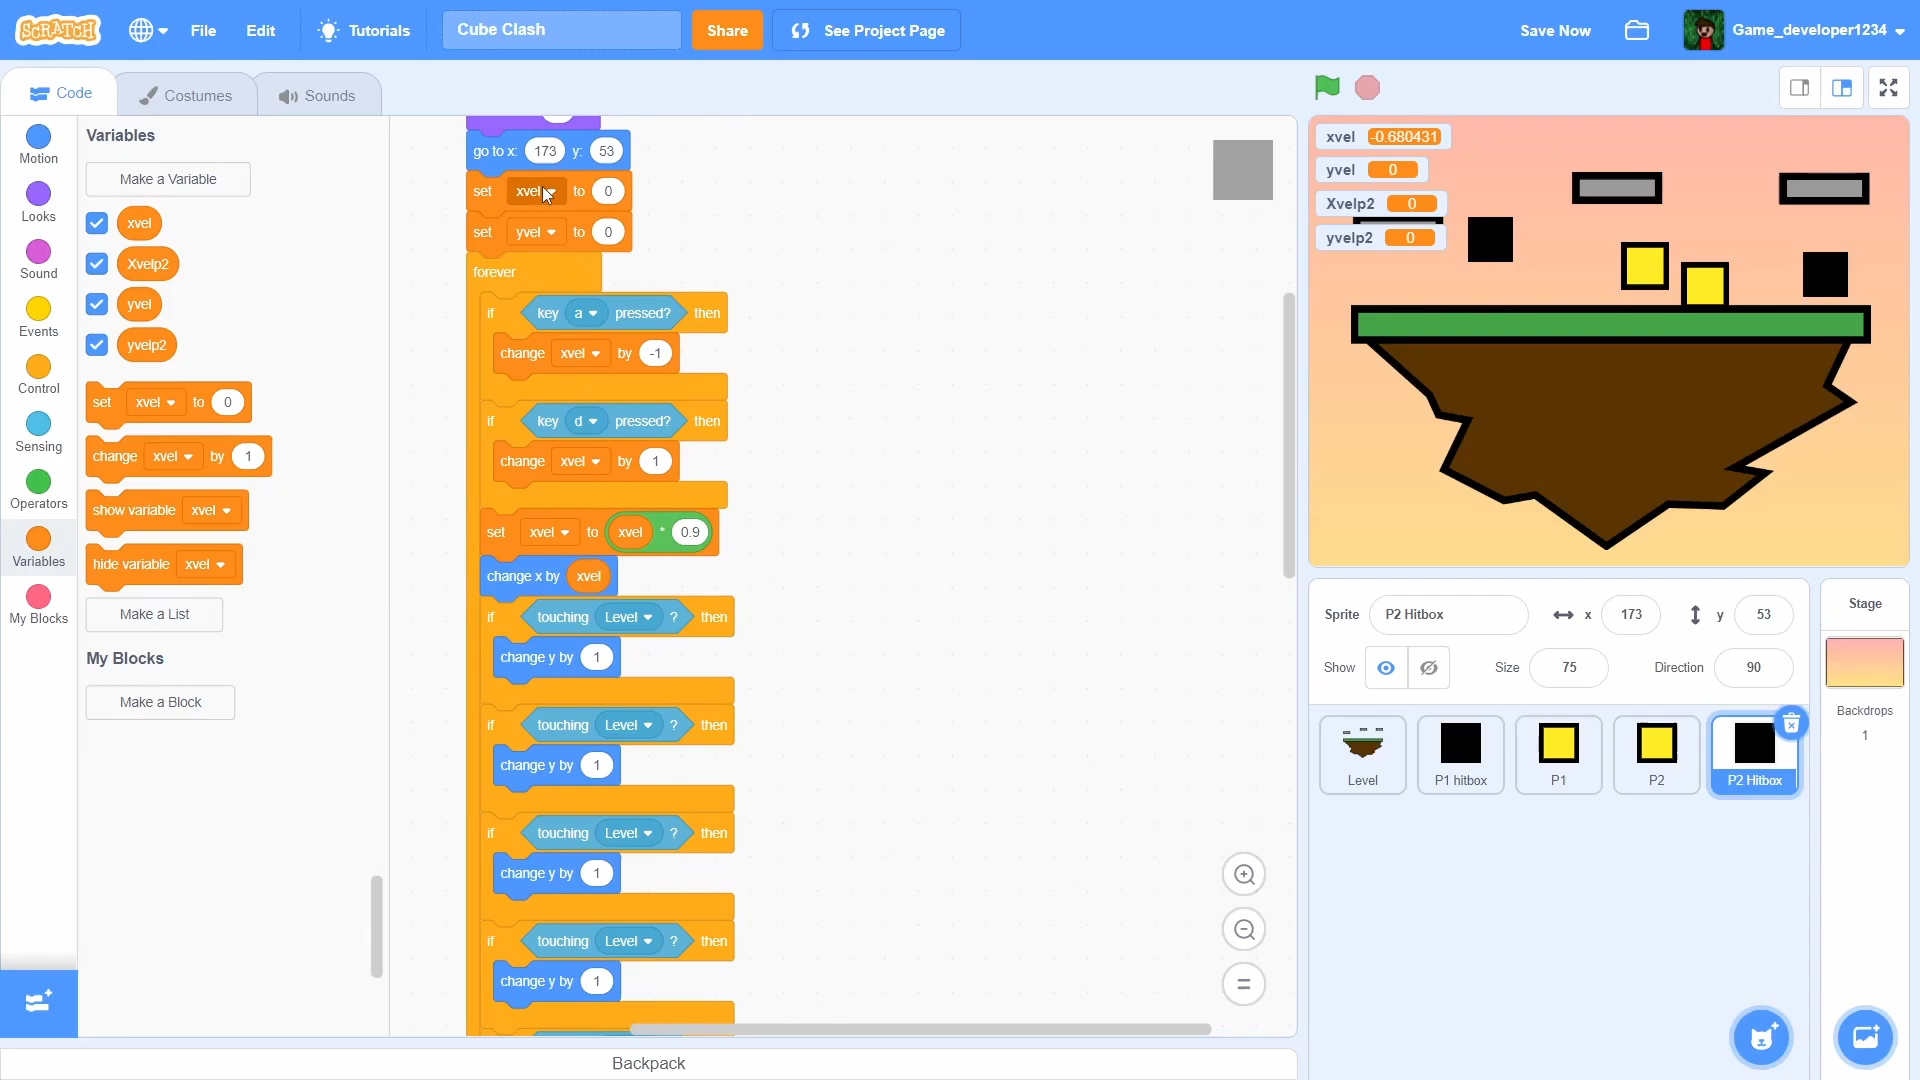 SCRATCH
File
Edit
Tutorials
Cube Clash
Share
See Project Page
Save Now
Game_developer1234
Code
Costumes
Sounds
Motion
Looks
Sound
Events
Control
Sensing
Operators
Variables
My Blocks
Variables
Make a Variable
xvel
Xvelp2
yvel
yvelp2
set xvel to 0
change xvel by 1
show variable xvel
hide variable xvel
Make a List
My Blocks
Make a Block
go to x: 173 y: 53
set xvel to 0
set yvel to 0
forever
if key a pressed? then
change xvel by -1
if key d pressed? then
change xvel by 1
set xvel to xvel * 0.9
change x by xvel
if touching Level ? then
change y by 1
if touching Level ? then
change y by 1
if touching Level ? then
change y by 1
if touching Level ? then
change y by 1
Backpack
xvel -0.680431
yvel 0
Xvelp2 0
yvelp2 0
Sprite P2 Hitbox x 173 y 53
Show Size 75 Direction 90
Level
P1 hitbox
P1
P2
P2 Hitbox
Stage
Backdrops
1